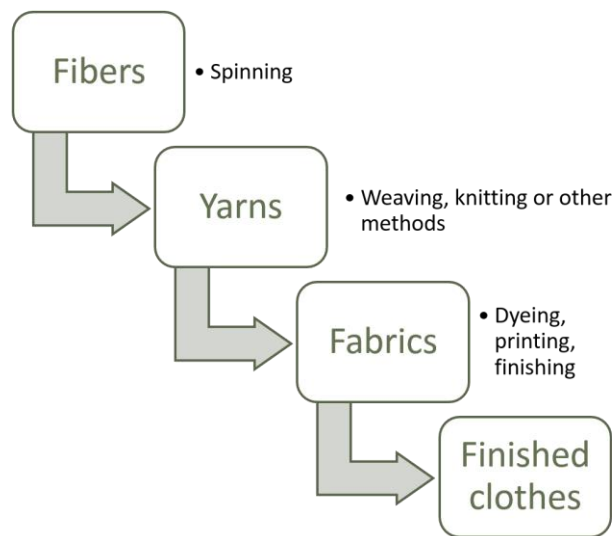 Fibers
• Spinning
Yarns
• Weaving, knitting or other
methods
Fabrics
• Dyeing,
printing,
finishing
Finished
clothes